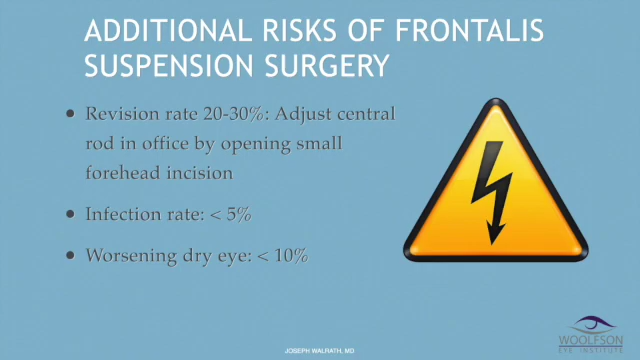 ADDITIONAL RISKS OF FRONTALIS
SUSPENSION SURGERY
• Revision rate 20-30%: Adjust central
rod in office by opening small
forehead incision
• Infection rate: < 5%
• Worsening dry eye: < 10%
WOOLFSON
EYE INSTITUTE
JOSEPH WALRATH, MD